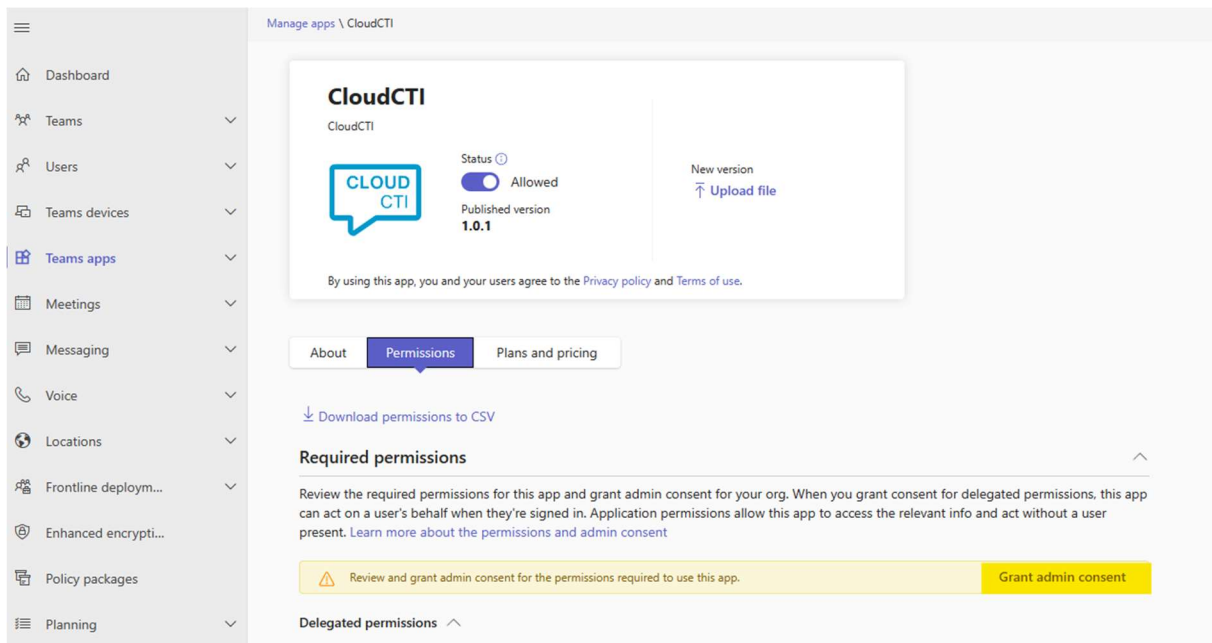 Manage apps \ CloudCTI
Dashboard
Teams
Users
Teams devices
Teams apps
Meetings
Messaging
Voice
Locations
Frontline deploym...
Enhanced encrypti...
Policy packages
Planning
CloudCTI
CloudCTI
CLOUD
CTI
Status
Allowed
Published version
1.0.1
New version
Upload file
By using this app, you and your users agree to the Privacy policy and Terms of use.
About Permissions Plans and pricing
Download permissions to CSV
Required permissions
Review the required permissions for this app and grant admin consent for your org. When you grant consent for delegated permissions, this app
can act on a user's behalf when they're signed in. Application permissions allow this app to access the relevant info and act without a user
present. Learn more about the permissions and admin consent
Review and grant admin consent for the permissions required to use this app.
Grant admin consent
Delegated permissions